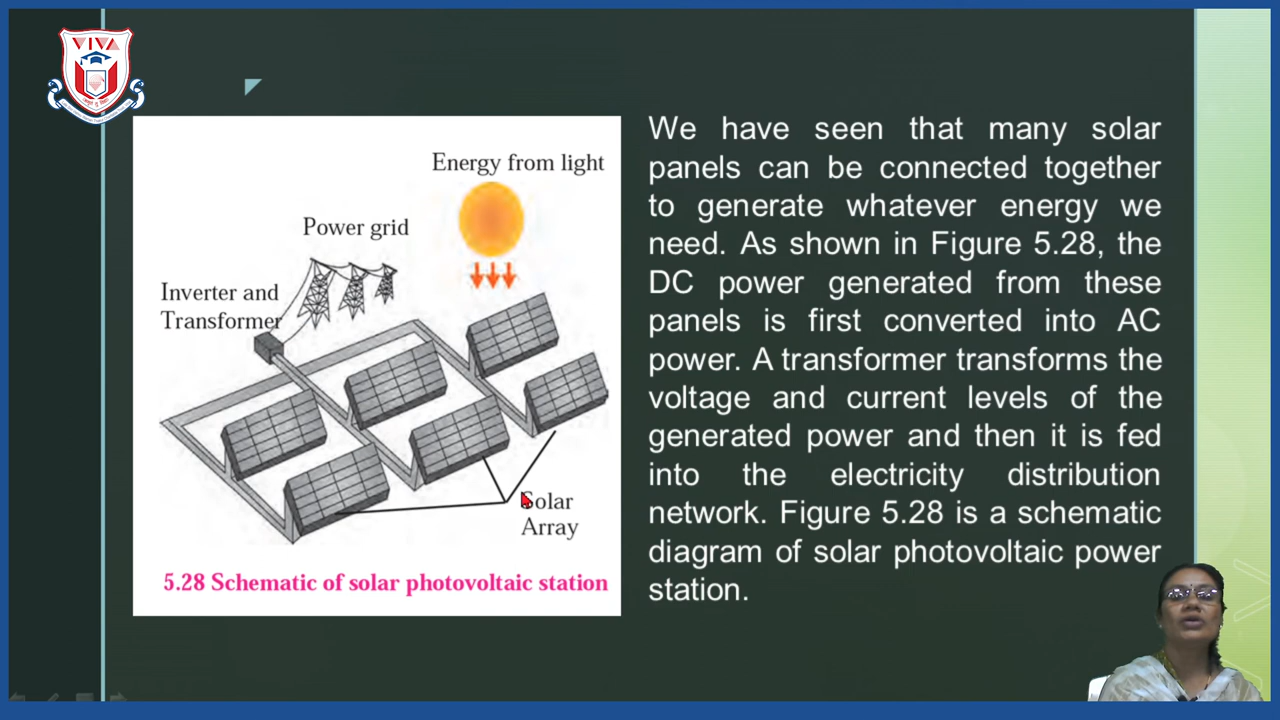 VIVA
Energy from light
Power grid
Inverter and
Transformer
Solar
Array
5.28 Schematic of solar photovoltaic station
We have seen that many solar
panels can be connected together
to generate whatever energy we
need. As shown in Figure 5.28, the
DC power generated from these
panels is first converted into AC
power. A transformer transforms the
voltage and current levels of the
generated power and then it is fed
into the electricity distribution
network. Figure 5.28 is a schematic
diagram of solar photovoltaic power
station.